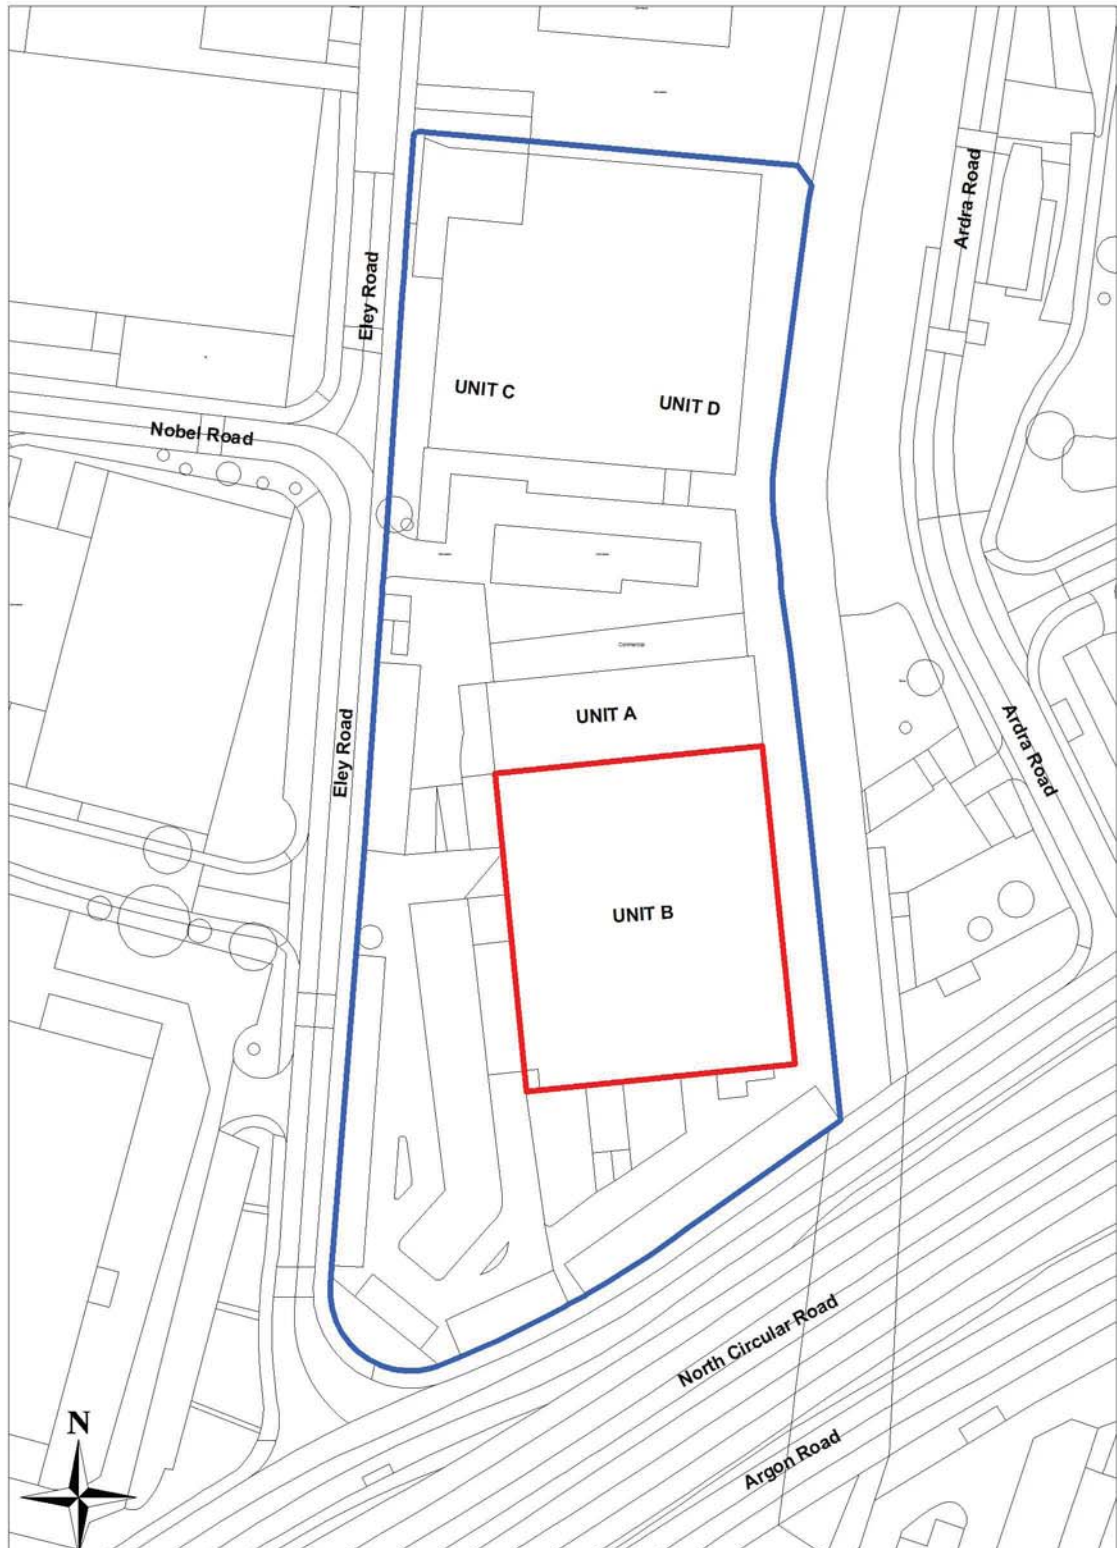 Ardra Road
Eley Road
UNIT C
UNIT D
Nobel Road
Commercial
UNIT A
Eley Road
Ardra Road
UNIT B
North Circular Road
N
Argon Road